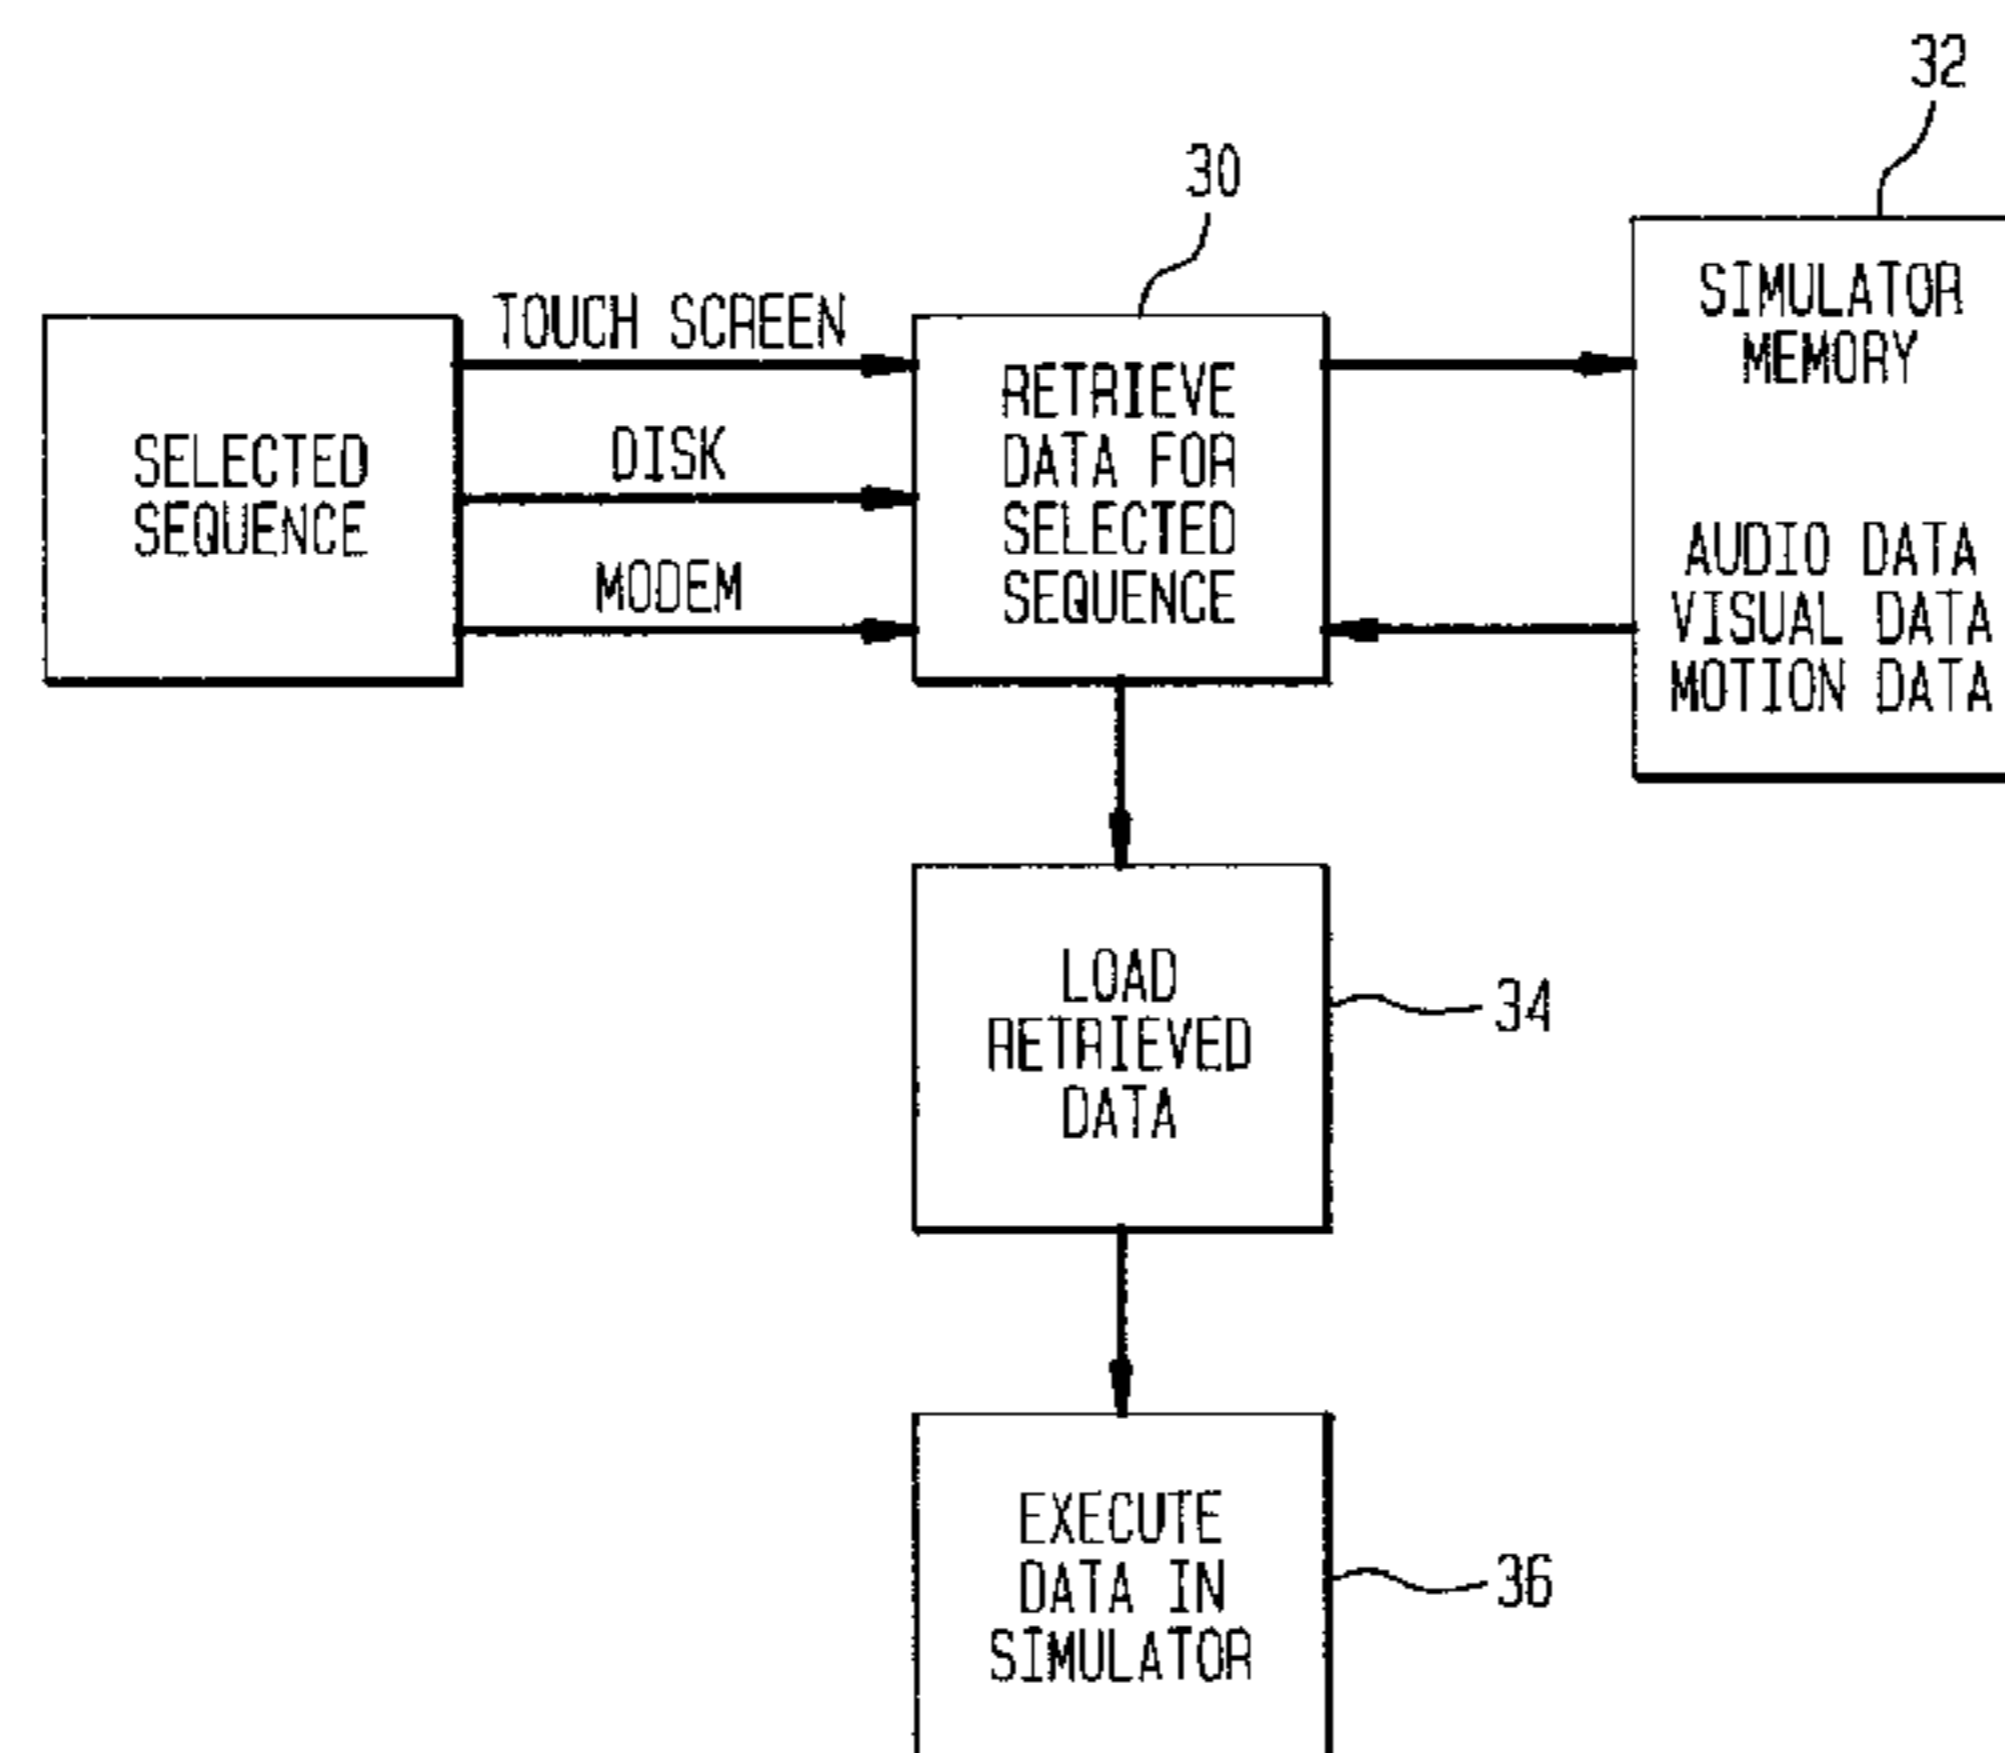 32
30
SIMULATOR
MEMORY
AUDIO DATA
VISUAL DATA
MOTION DATA
TOUCH SCREEN
DISK
MODEM
SELECTED
SEQUENCE
RETRIEVE
DATA FOR
SELECTED
SEQUENCE
LOAD
RETRIEVED
DATA
34
EXECUTE
DATA IN
SIMULATOR
36